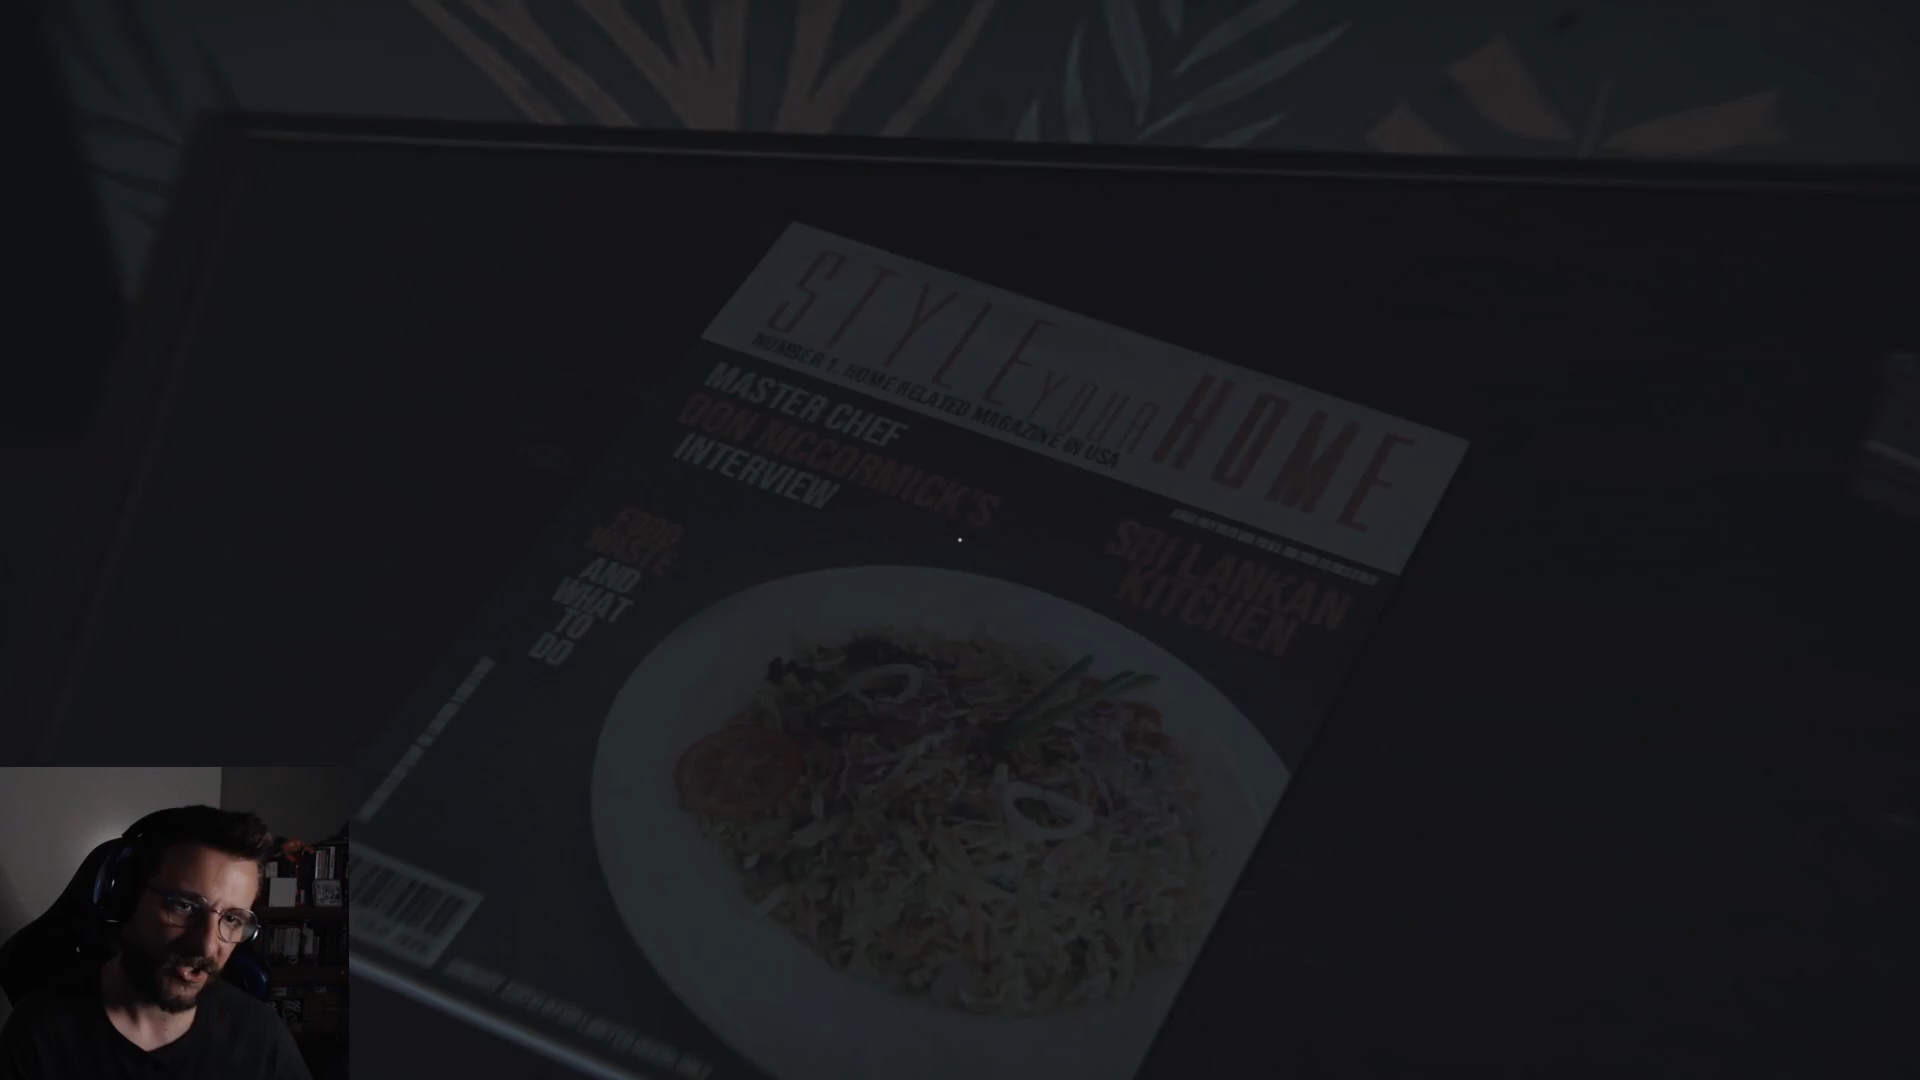 STYLE YOUR HOME
NUMBER 1. HOME RELATED MAGAZINE IN USA
MASTER CHEF
DON MCCORMICK'S
INTERVIEW
SRI LANKAN
KITCHEN
FOOD
WASTE
AND
WHAT
TO
DO